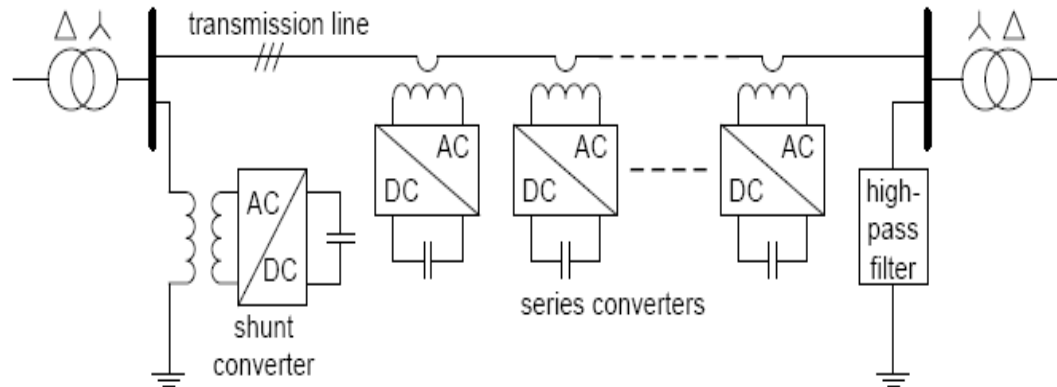 transmission line
AC
DC
AC
DC
AC
DC
AC
DC
shunt
converter
series converters
high-
pass
filter